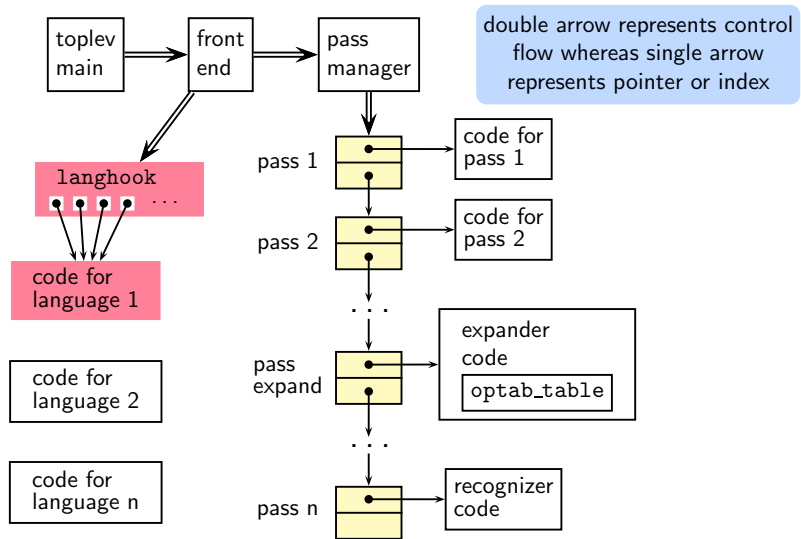 toplev
main
front
end
pass
manager
double arrow represents control
flow whereas single arrow
represents pointer or index
langhook
...
code for
language 1
code for
language 2
code for
language n
pass 1
code for
pass 1
pass 2
code for
pass 2
...
pass
expand
expander
code
optab_table
...
pass n
recognizer
code